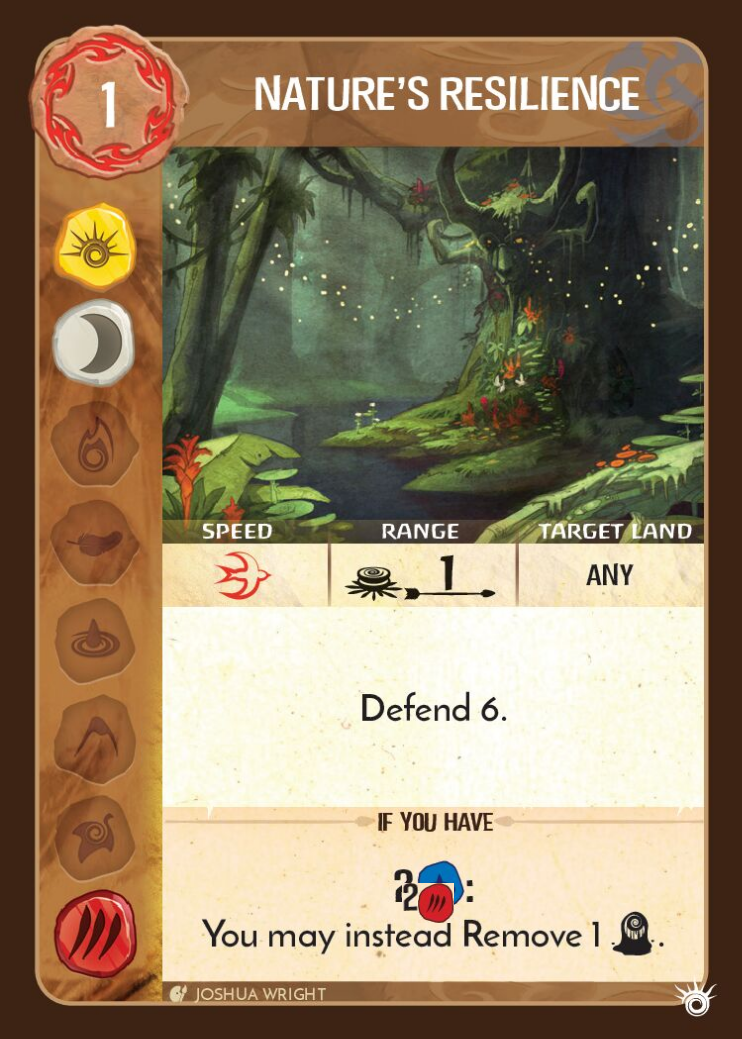 1
NATURE'S RESILIENCE
SPEED RANGE TARGET LAND
1 ANY
Defend 6.
IF YOU HAVE
2 :
You may instead Remove 1 .
JOSHUA WRIGHT